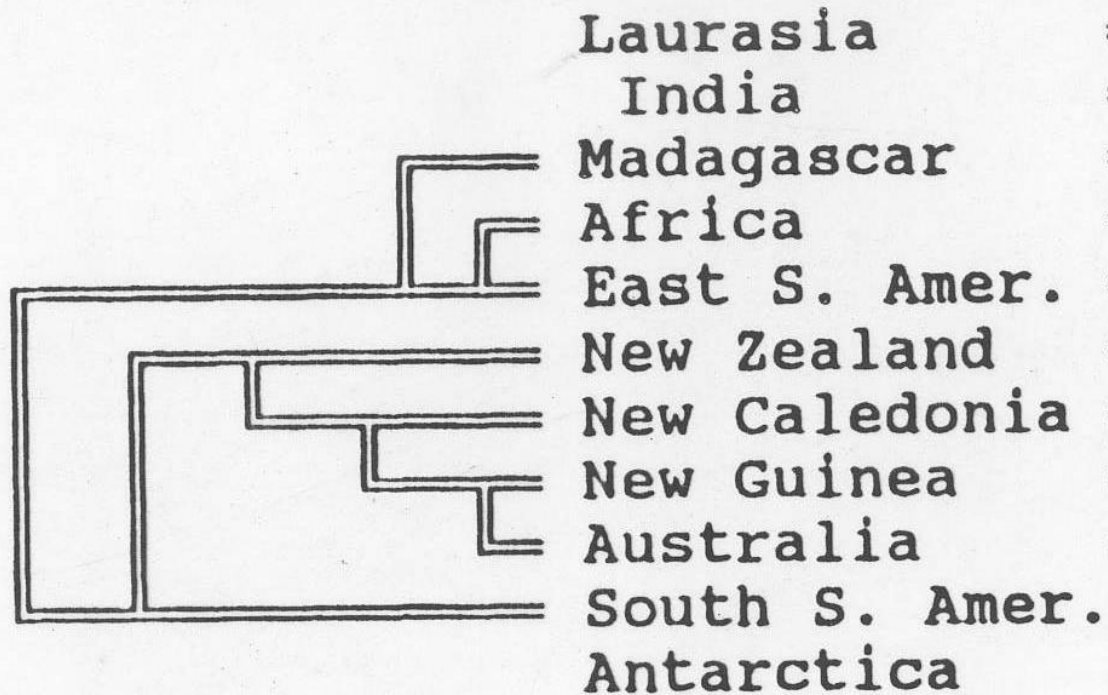 Laurasia
India
Madagascar
Africa
East S. Amer.
New Zealand
New Caledonia
New Guinea
Australia
South S. Amer.
Antarctica